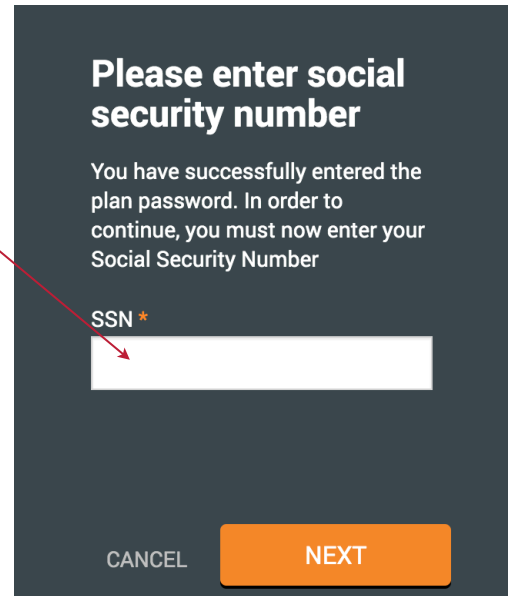 Please enter social
security number
You have successfully entered the
plan password. In order to
continue, you must now enter your
Social Security Number
SSN *
CANCEL
NEXT